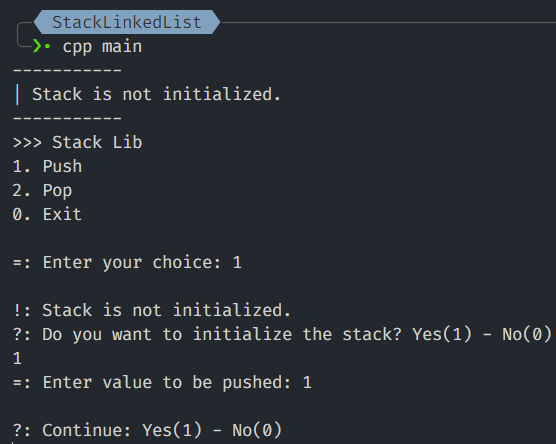 StackLinkedList
❯• cpp main
-----------
| Stack is not initialized.
-----------
>>> Stack Lib
1. Push
2. Pop
0. Exit
=: Enter your choice: 1
!: Stack is not initialized.
?: Do you want to initialize the stack? Yes(1) - No(0)
1
=: Enter value to be pushed: 1
?: Continue: Yes(1) - No(0)